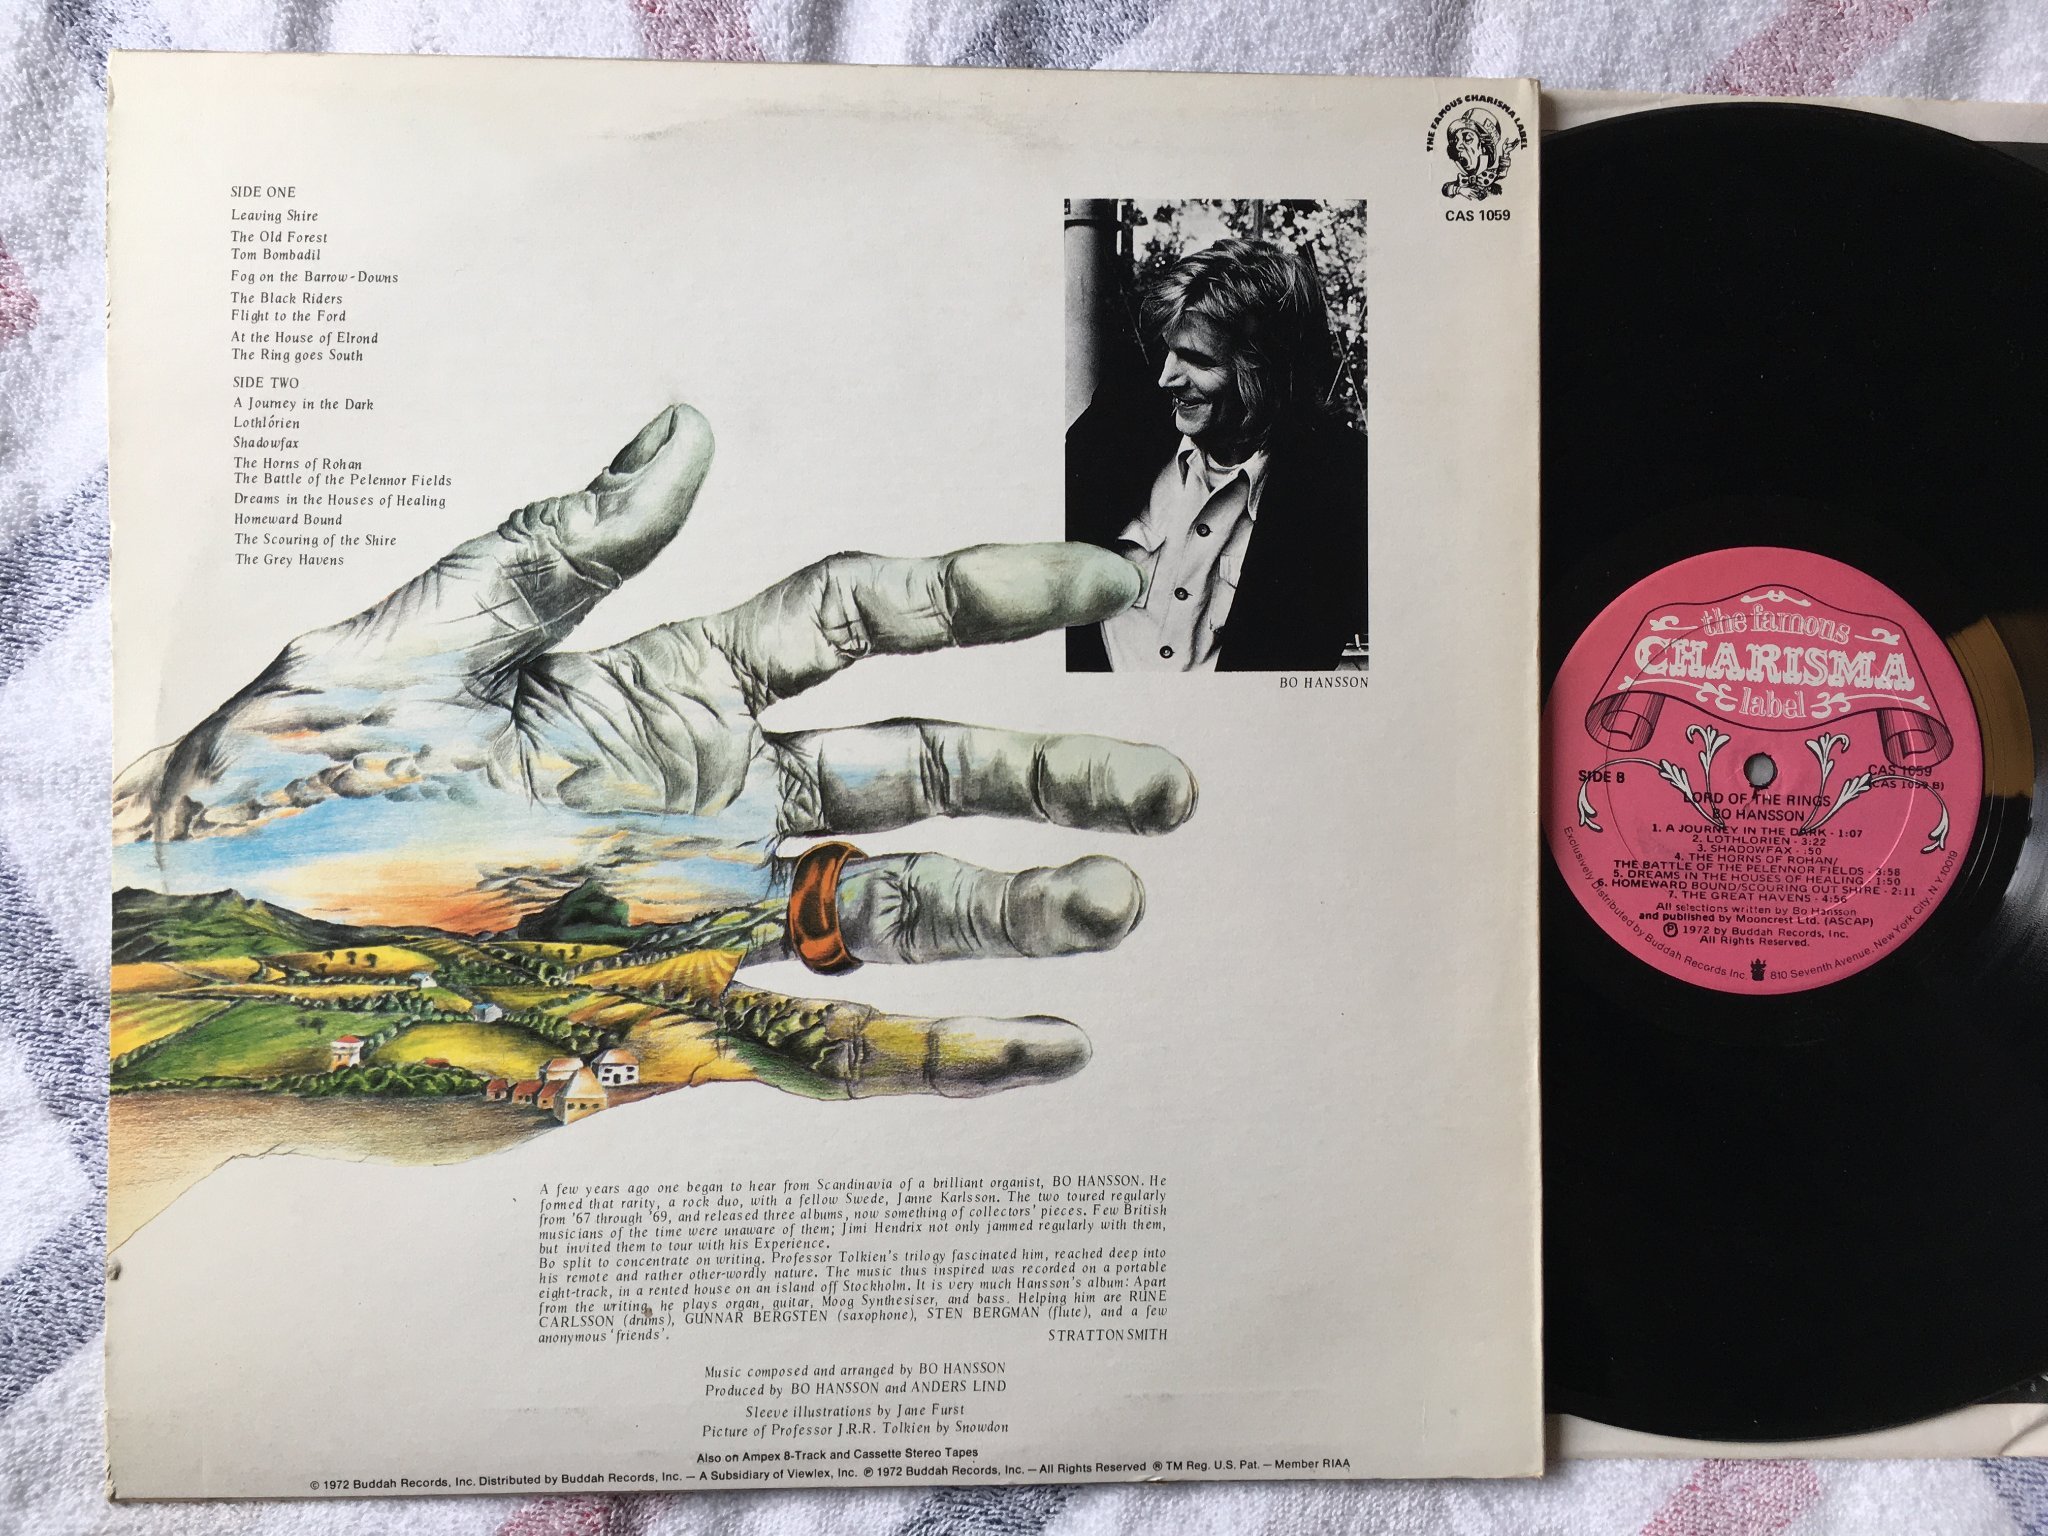 THE FAMOUS CHARISMA LABEL
CAS 1059
SIDE ONE
Leaving Shire
The Old Forest
Tom Bombadil
Fog on the Barrow-Downs
The Black Riders
Flight to the Ford
At the House of Elrond
The Ring goes South
SIDE TWO
A Journey in the Dark
Lothlórien
Shadowfax
The Horns of Rohan
The Battle of the Pelennor Fields
Dreams in the Houses of Healing
Homeward Bound
The Scouring of the Shire
The Grey Havens
BO HANSSON
A few years ago one began to hear from Scandinavia of a brilliant organist, BO HANSSON. He
formed that rarity, a rock duo, with a fellow Swede, Janne Karlsson. The two toured regularly
from '67 through '69, and released three albums, now something of collectors' pieces. Few British
musicians of the time were unaware of them; Jimi Hendrix not only jammed regularly with them,
but invited them to tour with his Experience.
Bo split to concentrate on writing. Professor Tolkien's trilogy fascinated him, reached deep into
his remote and rather other-wordly nature. The music thus inspired was recorded on a portable
eight-track, in a rented house on an island off Stockholm. It is very much Hansson's album: Apart
from the writing, he plays organ, guitar, Moog Synthesiser, and bass. Helping him are RUNE
CARLSSON (drums), GUNNAR BERGSTEN (saxophone), STEN BERGMAN (flute), and a few
anonymous 'friends'.
STRATTON SMITH
Music composed and arranged by BO HANSSON
Produced by BO HANSSON and ANDERS LIND
Sleeve illustrations by Jane Furst
Picture of Professor J.R.R. Tolkien by Snowdon
Also on Ampex 8-Track and Cassette Stereo Tapes
© 1972 Buddah Records, Inc. Distributed by Buddah Records, Inc. — A Subsidiary of Viewlex, Inc. ℗ 1972 Buddah Records, Inc. — All Rights Reserved ® TM Reg. U.S. Pat. — Member RIAA
the famous
CHARISMA
label
SIDE B
CAS 1059
(CAS 1059 B)
LORD OF THE RINGS
BO HANSSON
1. A JOURNEY IN THE DARK - 1:07
2. LOTHLORIEN - 3:22
3. SHADOWFAX - :50
4. THE HORNS OF ROHAN/
THE BATTLE OF THE PELENNOR FIELDS - 3:58
5. DREAMS IN THE HOUSES OF HEALING - 1:50
6. HOMEWARD BOUND/SCOURING OUT SHIRE - 2:11
7. THE GREAT HAVENS - 4:56
All selections written by Bo Hansson
and published by Mooncrest Ltd. (ASCAP)
℗ 1972 by Buddah Records, Inc.
All Rights Reserved.
Exclusively Distributed by Buddah Records Inc. 810 Seventh Avenue, New York City, N.Y. 10019